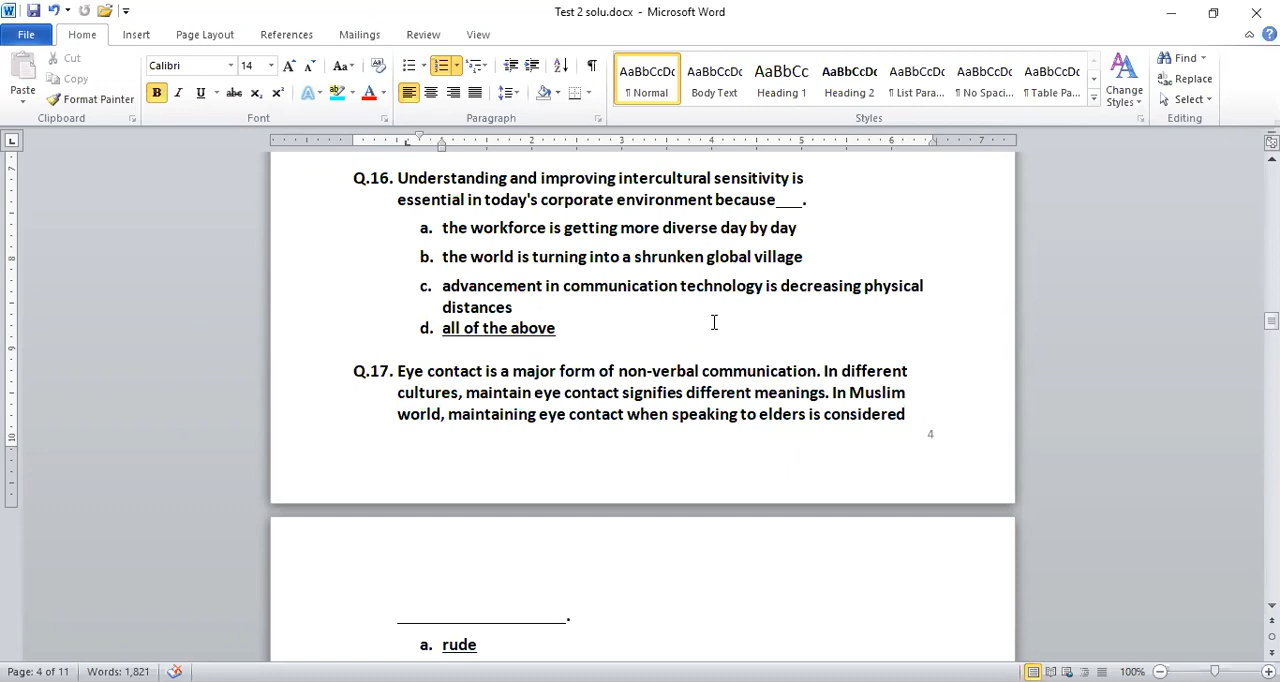 Test 2 solu.docx - Microsoft Word
File Home Insert Page Layout References Mailings Review View
Paste
Cut
Copy
Format Painter
Clipboard
Calibri 14
Font
Paragraph
AaBbCcDc AaBbCcDc AaBbCc AaBbCcDc AaBbCcDc AaBbCcDc AaBbCcDc
¶ Normal Body Text Heading 1 Heading 2 ¶ List Para... ¶ No Spaci... ¶ Table Pa...
Change Styles
Styles
Find
Replace
Select
Editing
2 3 4 5 6 7
Q.16. Understanding and improving intercultural sensitivity is
essential in today's corporate environment because___.
a. the workforce is getting more diverse day by day
b. the world is turning into a shrunken global village
c. advancement in communication technology is decreasing physical
distances
d. all of the above
Q.17. Eye contact is a major form of non-verbal communication. In different
cultures, maintain eye contact signifies different meanings. In Muslim
world, maintaining eye contact when speaking to elders is considered
4
____________________.
a. rude
Page: 4 of 11 Words: 1,821 100%